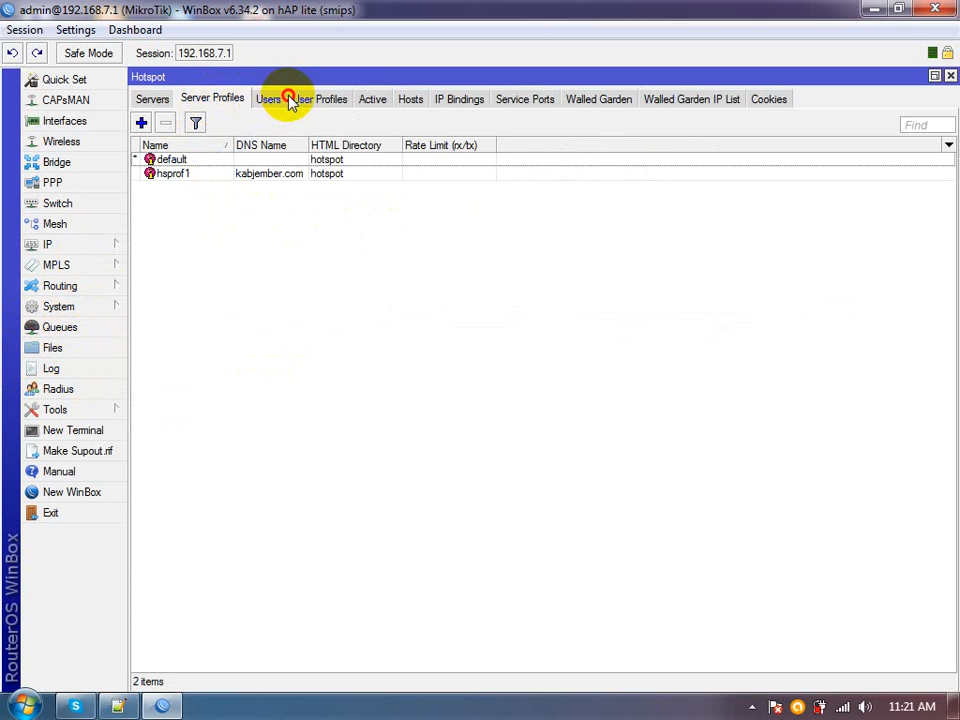 admin@192.168.7.1 (MikroTik) - WinBox v6.34.2 on hAP lite (smips)
Session Settings Dashboard
Safe Mode Session: 192.168.7.1
Hotspot
Quick Set
CAPsMAN
Interfaces
Wireless
Bridge
PPP
Switch
Mesh
IP
MPLS
Routing
System
Queues
Files
Log
Radius
Tools
New Terminal
Make Supout.rif
Manual
New WinBox
Exit
RouterOS WinBox
Servers Server Profiles Users User Profiles Active Hosts IP Bindings Service Ports Walled Garden Walled Garden IP List Cookies
Find
Name / DNS Name HTML Directory Rate Limit (rx/tx)
* default hotspot
hsprof1 kabjember.com hotspot
2 items
11:21 AM